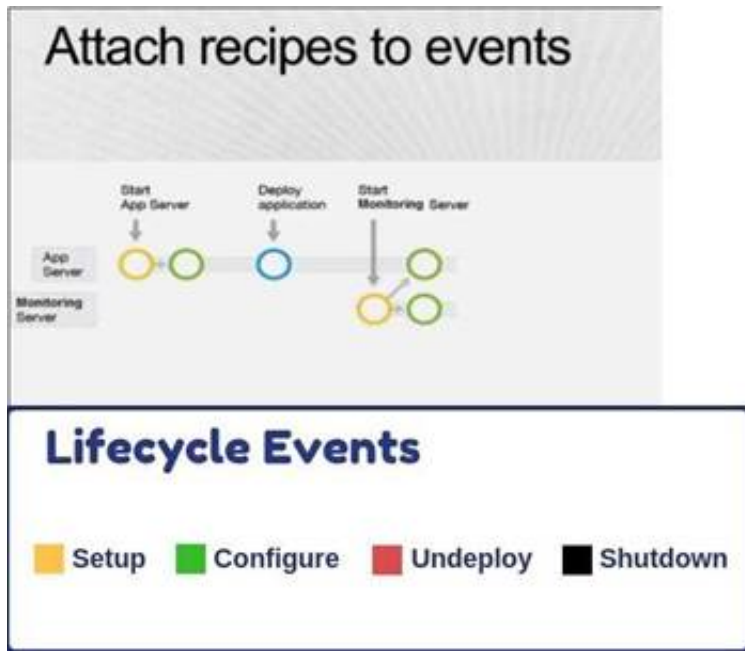 Attach recipes to events
Start
App Server
Deploy
application
Start
Monitoring Server
App
Server
Monitoring
Server
Lifecycle Events
Setup
Configure
Undeploy
Shutdown